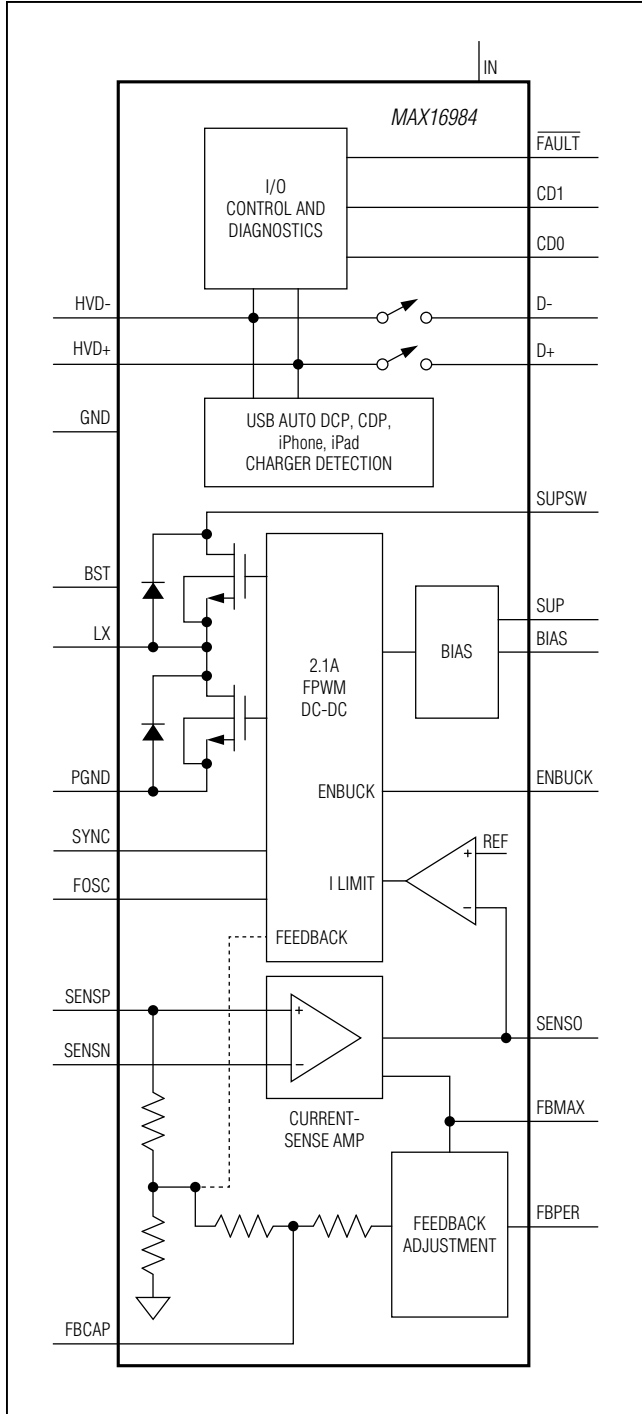 IN
MAX16984
FAULT
I/O
CONTROL AND
DIAGNOSTICS
CD1
CD0
HVD-
D-
HVD+
D+
GND
USB AUTO DCP, CDP,
iPhone, iPad
CHARGER DETECTION
SUPSW
BST
SUP
LX
BIAS
BIAS
2.1A
FPWM
DC-DC
PGND
ENBUCK
ENBUCK
SYNC
REF
+
I LIMIT
FOSC
-
FEEDBACK
SENSP
+
SENSO
SENSN
-
CURRENT-
SENSE AMP
FBMAX
FEEDBACK
ADJUSTMENT
FBPER
FBCAP